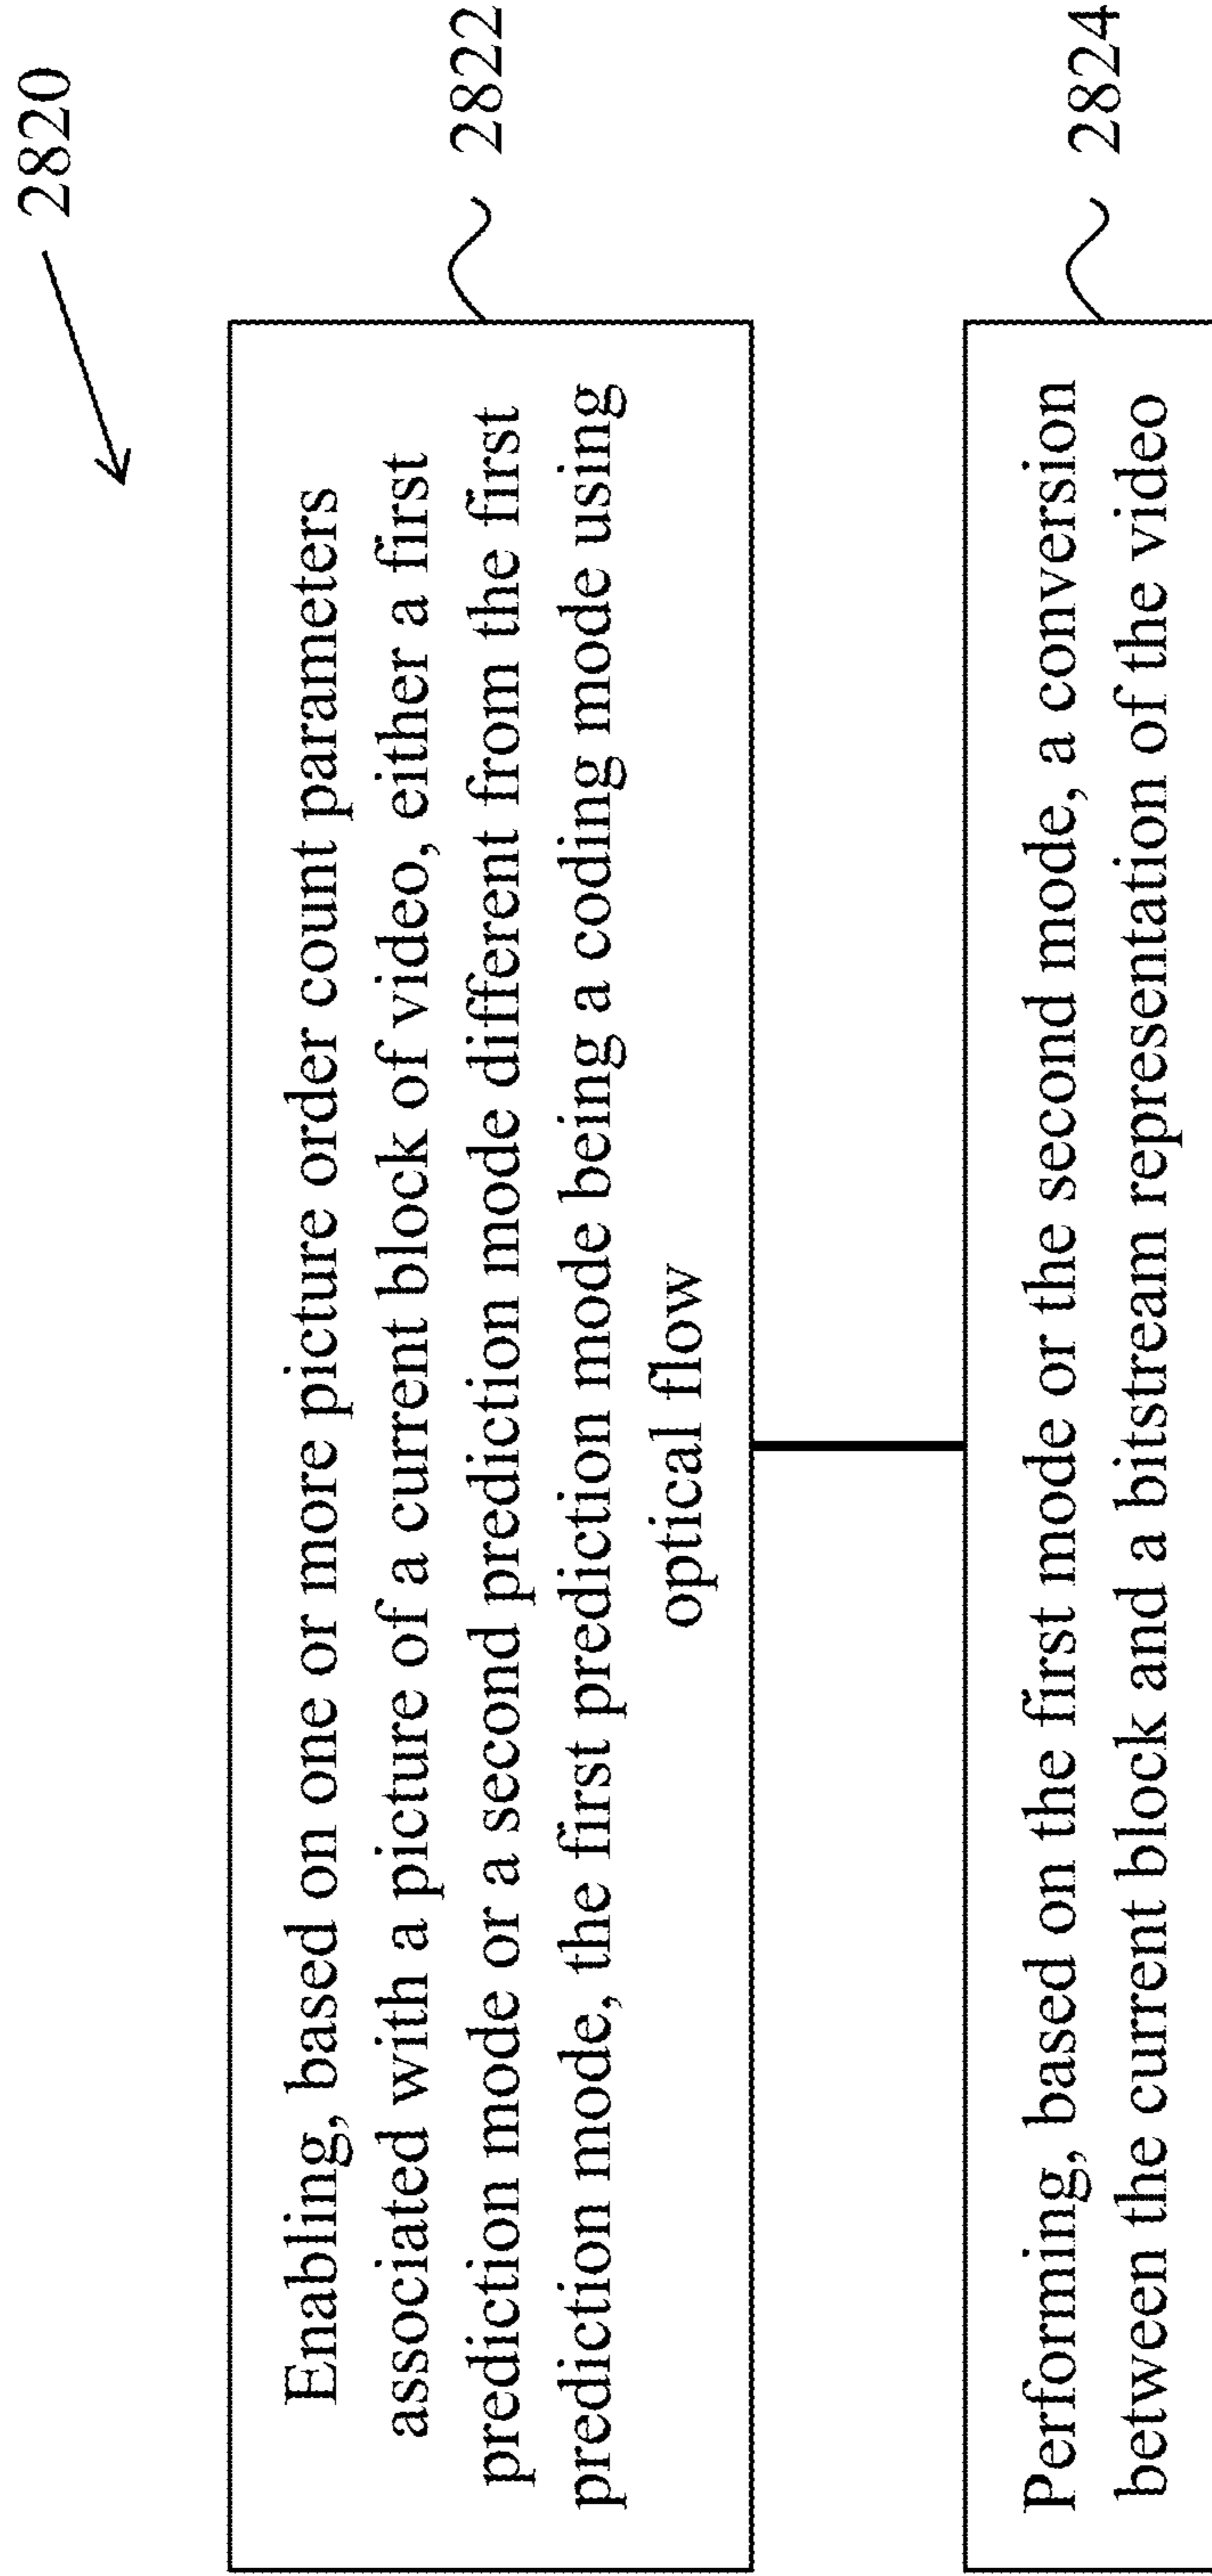 2820
Enabling, based on one or more picture order count parameters
associated with a picture of a current block of video, either a first
prediction mode or a second prediction mode different from the first
prediction mode, the first prediction mode being a coding mode using
optical flow
2822
Performing, based on the first mode or the second mode, a conversion
between the current block and a bitstream representation of the video
2824